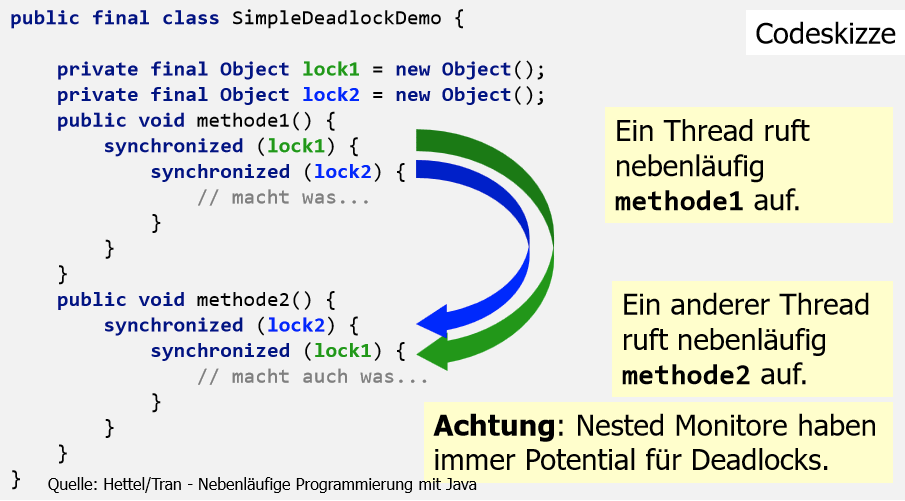 public final class SimpleDeadlockDemo {
Codeskizze
private final Object lock1 = new Object();
private final Object lock2 = new Object();
public void methode1() {
synchronized (lock1) {
synchronized (lock2) {
// macht was...
}
}
}
public void methode2() {
synchronized (lock2) {
synchronized (lock1) {
// macht auch was...
}
}
}
}
Ein Thread ruft
nebenläufig
methode1 auf.
Ein anderer Thread
ruft nebenläufig
methode2 auf.
Achtung: Nested Monitore haben
immer Potential für Deadlocks.
Quelle: Hettel/Tran - Nebenläufige Programmierung mit Java